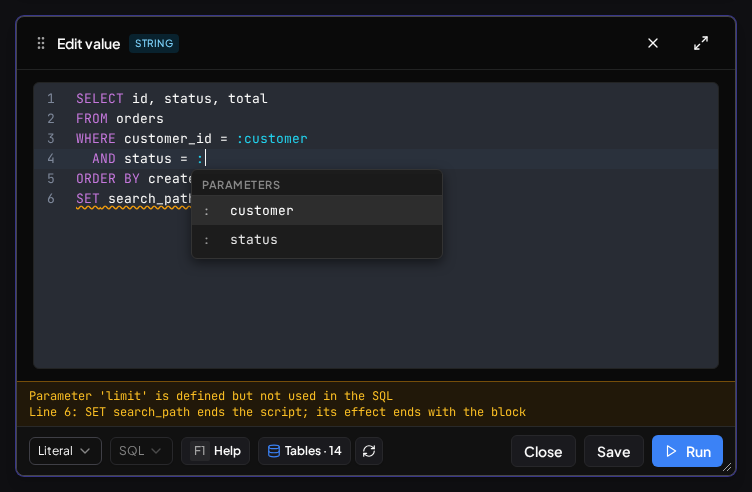 Edit value STRING
1 SELECT id, status, total
2 FROM orders
3 WHERE customer_id = :customer
4 AND status = :
5 ORDER BY
6 SET search_path
PARAMETERS
: customer
: status
Parameter 'limit' is defined but not used in the SQL
Line 6: SET search_path ends the script; its effect ends with the block
Literal SQL F1 Help Tables · 14 Close Save Run